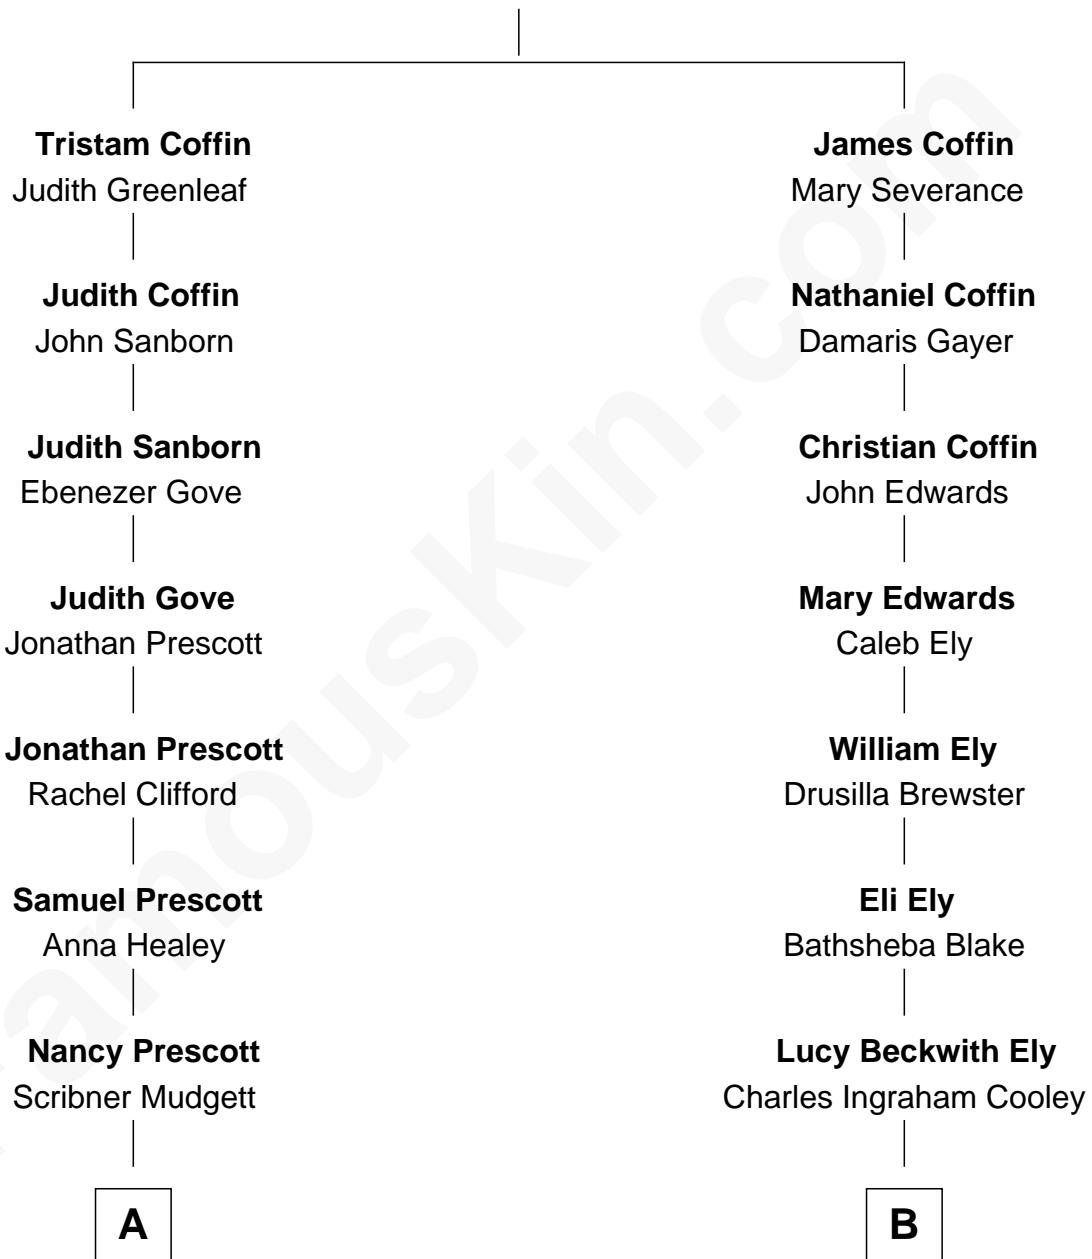 Tristam Coffin
Judith Greenleaf
Judith Coffin
John Sanborn
Judith Sanborn
Ebenezer Gove
Judith Gove
Jonathan Prescott
Jonathan Prescott
Rachel Clifford
Samuel Prescott
Anna Healey
Nancy Prescott
Scribner Mudgett
A
James Coffin
Mary Severance
Nathaniel Coffin
Damaris Gayer
Christian Coffin
John Edwards
Mary Edwards
Caleb Ely
William Ely
Drusilla Brewster
Eli Ely
Bathsheba Blake
Lucy Beckwith Ely
Charles Ingraham Cooley
B
FamousKin.com